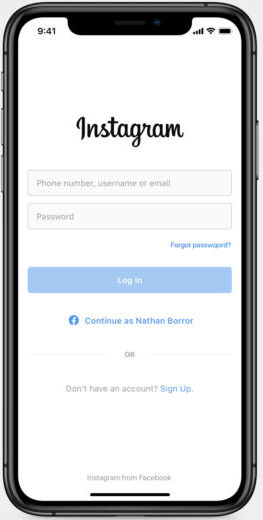 9:41
Instagram
Phone number, username or email
Password
Forgot passwqord?
Log In
Continue as Nathan Borror
OR
Don't have an account? Sign Up.
Instagram from Facebook